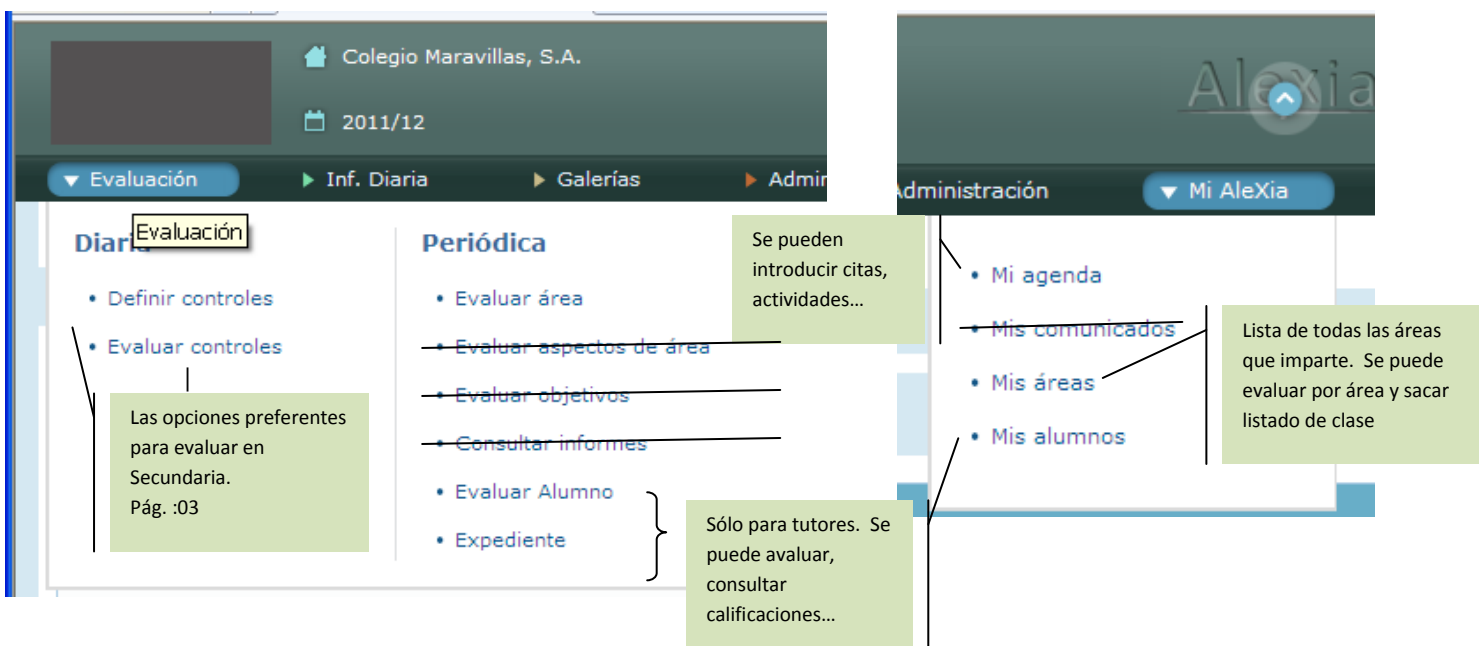 Colegio Maravillas, S.A.
2011/12
Evaluación
Inf. Diaria
Galerías
Admin
Evaluación
Diaria
• Definir controles
• Evaluar controles
Las opciones preferentes
para evaluar en
Secundaria.
Pág. :03
Periódica
• Evaluar área
• Evaluar aspectos de área
• Evaluar objetivos
• Consultar informes
• Evaluar Alumno
• Expediente
Sólo para tutores. Se
puede avaluar,
consultar
calificaciones…
Se pueden
introducir citas,
actividades…
Alexia
Administración
Mi AleXia
• Mi agenda
• Mis comunicados
• Mis áreas
• Mis alumnos
Lista de todas las áreas
que imparte. Se puede
evaluar por área y sacar
listado de clase